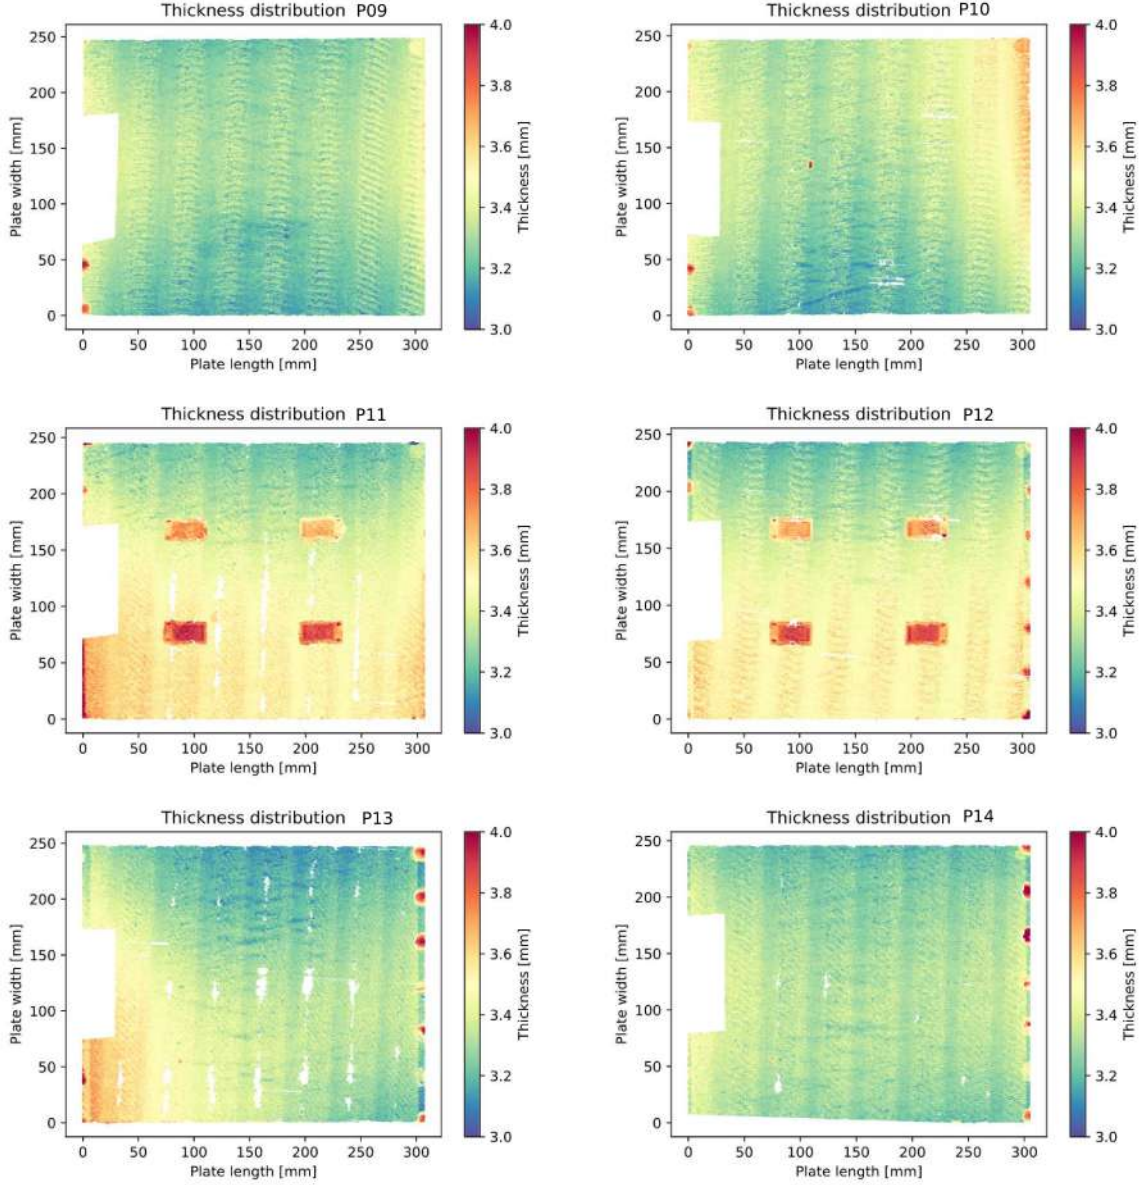 Thickness distribution P09
250
200
150
100
50
0
0 50 100 150 200 250 300
Plate width [mm]
Plate length [mm]
4.0
3.8
3.6
3.4
3.2
3.0
Thickness [mm]
Thickness distribution P10
250
200
150
100
50
0
0 50 100 150 200 250 300
Plate width [mm]
Plate length [mm]
4.0
3.8
3.6
3.4
3.2
3.0
Thickness [mm]
Thickness distribution P11
250
200
150
100
50
0
0 50 100 150 200 250 300
Plate width [mm]
Plate length [mm]
4.0
3.8
3.6
3.4
3.2
3.0
Thickness [mm]
Thickness distribution P12
250
200
150
100
50
0
0 50 100 150 200 250 300
Plate width [mm]
Plate length [mm]
4.0
3.8
3.6
3.4
3.2
3.0
Thickness [mm]
Thickness distribution P13
250
200
150
100
50
0
0 50 100 150 200 250 300
Plate width [mm]
Plate length [mm]
4.0
3.8
3.6
3.4
3.2
3.0
Thickness [mm]
Thickness distribution P14
250
200
150
100
50
0
0 50 100 150 200 250 300
Plate width [mm]
Plate length [mm]
4.0
3.8
3.6
3.4
3.2
3.0
Thickness [mm]